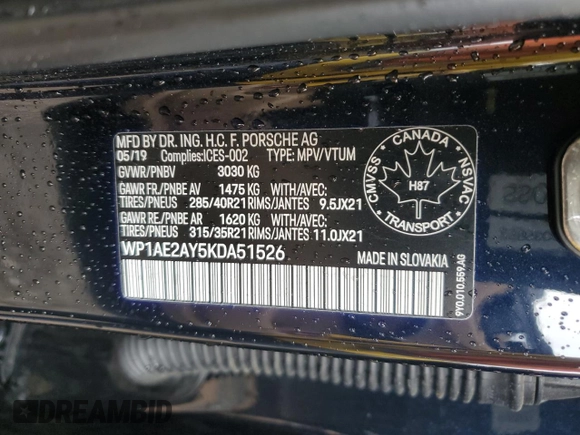 MFD BY DR. ING. H.C. F. PORSCHE AG
05/19 Complies:ICES-002 TYPE: MPV/VTUM
GVWR/PNBV 3030 KG
GAWR FR/PNBE AV 1475 KG WITH/AVEC:
TIRES/PNEUS 285/40R21 RIMS/JANTES 9.5JX21
GAWR RE./PNBE AR 1620 KG WITH/AVEC:
TIRES/PNEUS 315/35R21 RIMS/JANTES 11.0JX21
WP1AE2AY5KDA51526 MADE IN SLOVAKIA
CANADA
CMVSS
NSVAC
H87
TRANSPORT
9Y0.010.559.AG
DREAMBID